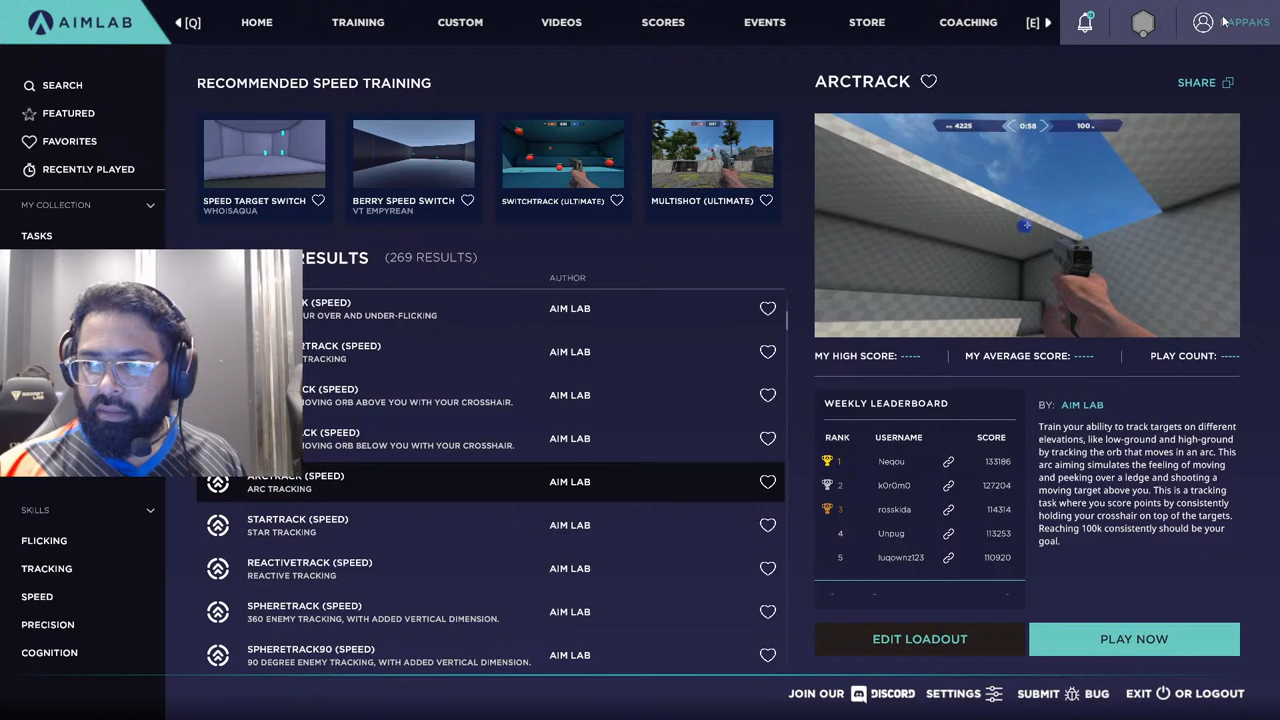 AIMLAB
[Q]
HOME
TRAINING
CUSTOM
VIDEOS
SCORES
EVENTS
STORE
COACHING
[E]
SEARCH
FEATURED
FAVORITES
RECENTLY PLAYED
MY COLLECTION
TASKS
SKILLS
FLICKING
TRACKING
SPEED
PRECISION
COGNITION
RECOMMENDED SPEED TRAINING
SPEED TARGET SWITCH
WHOISAQUA
BERRY SPEED SWITCH
VT EMPYREAN
SWITCHTRACK (ULTIMATE)
MULTISHOT (ULTIMATE)
RESULTS (269 RESULTS)
AUTHOR
(SPEED)
OVER AND UNDER-FLICKING
AIM LAB
(SPEED)
TRACKING
AIM LAB
(SPEED)
ORB ABOVE YOU WITH YOUR CROSSHAIR.
AIM LAB
(SPEED)
ORB BELOW YOU WITH YOUR CROSSHAIR.
AIM LAB
ARCTRACK (SPEED)
ARC TRACKING
AIM LAB
STARTRACK (SPEED)
STAR TRACKING
AIM LAB
REACTIVETRACK (SPEED)
REACTIVE TRACKING
AIM LAB
SPHERETRACK (SPEED)
360 ENEMY TRACKING, WITH ADDED VERTICAL DIMENSION.
AIM LAB
SPHERETRACK90 (SPEED)
90 DEGREE ENEMY TRACKING, WITH ADDED VERTICAL DIMENSION.
AIM LAB
SECRETLAB
ARCTRACK
SHARE
4225
0:58
100
MY HIGH SCORE: -----
MY AVERAGE SCORE: -----
PLAY COUNT: -----
WEEKLY LEADERBOARD
RANK USERNAME SCORE
1 Neqou 133186
2 k0r0m0 127204
3 rosskida 114314
4 Unpug 113253
5 luqownz123 110920
- - -
BY: AIM LAB
Train your ability to track targets on different
elevations, like low-ground and high-ground
by tracking the orb that moves in an arc. This
arc aiming simulates the feeling of moving
and peeking over a ledge and shooting a
moving target above you. This is a tracking
task where you score points by consistently
holding your crosshair on top of the targets.
Reaching 100k consistently should be your
goal.
EDIT LOADOUT
PLAY NOW
JOIN OUR DISCORD
SETTINGS
SUBMIT BUG
EXIT OR LOGOUT